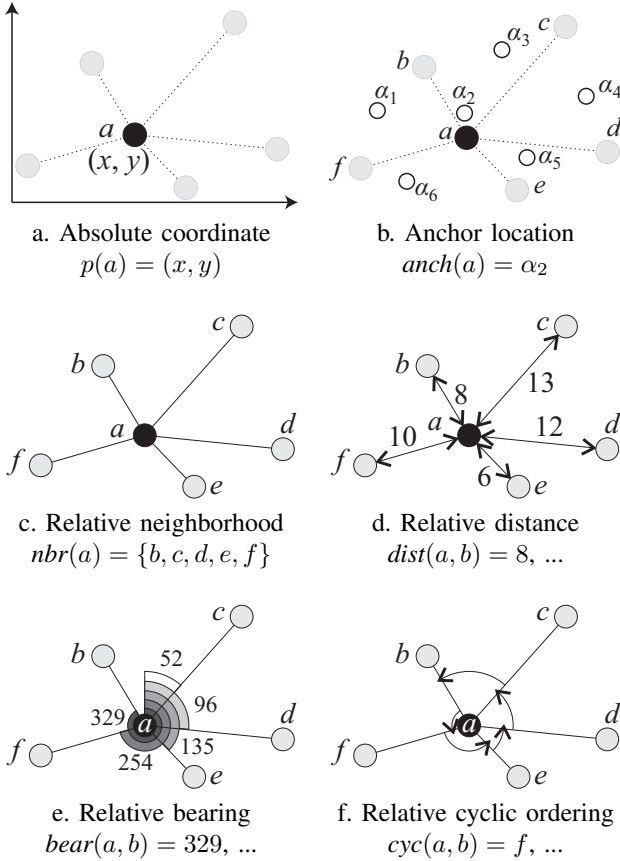 a
(x, y)
b
c
a
d
f
e
α1
α2
α3
α4
α5
α6
a. Absolute coordinate
p(a) = (x, y)
b. Anchor location
anch(a) = α2
c
b
a
d
f
e
c
b
a
d
f
e
8
13
10
12
6
c. Relative neighborhood
nbr(a) = {b, c, d, e, f}
d. Relative distance
dist(a, b) = 8, ...
c
b
52
96
329
a
d
f
135
254
e
c
b
a
d
f
e
e. Relative bearing
bear(a, b) = 329, ...
f. Relative cyclic ordering
cyc(a, b) = f, ...